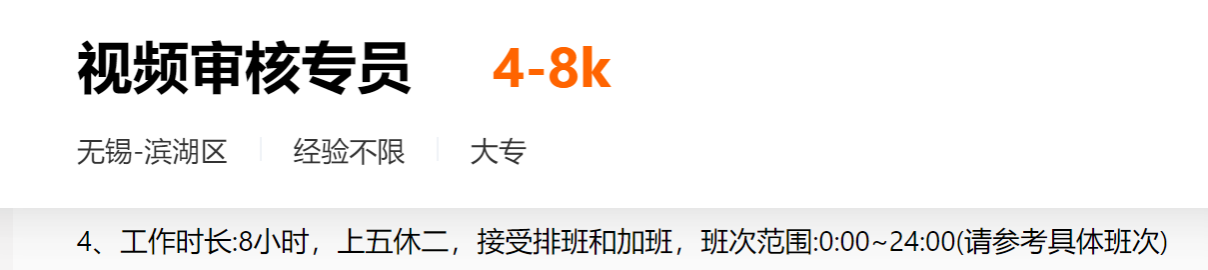 视频审核专员 4-8k
无锡-滨湖区 经验不限 大专
4、工作时长:8小时，上五休二，接受排班和加班，班次范围:0:00~24:00(请参考具体班次)